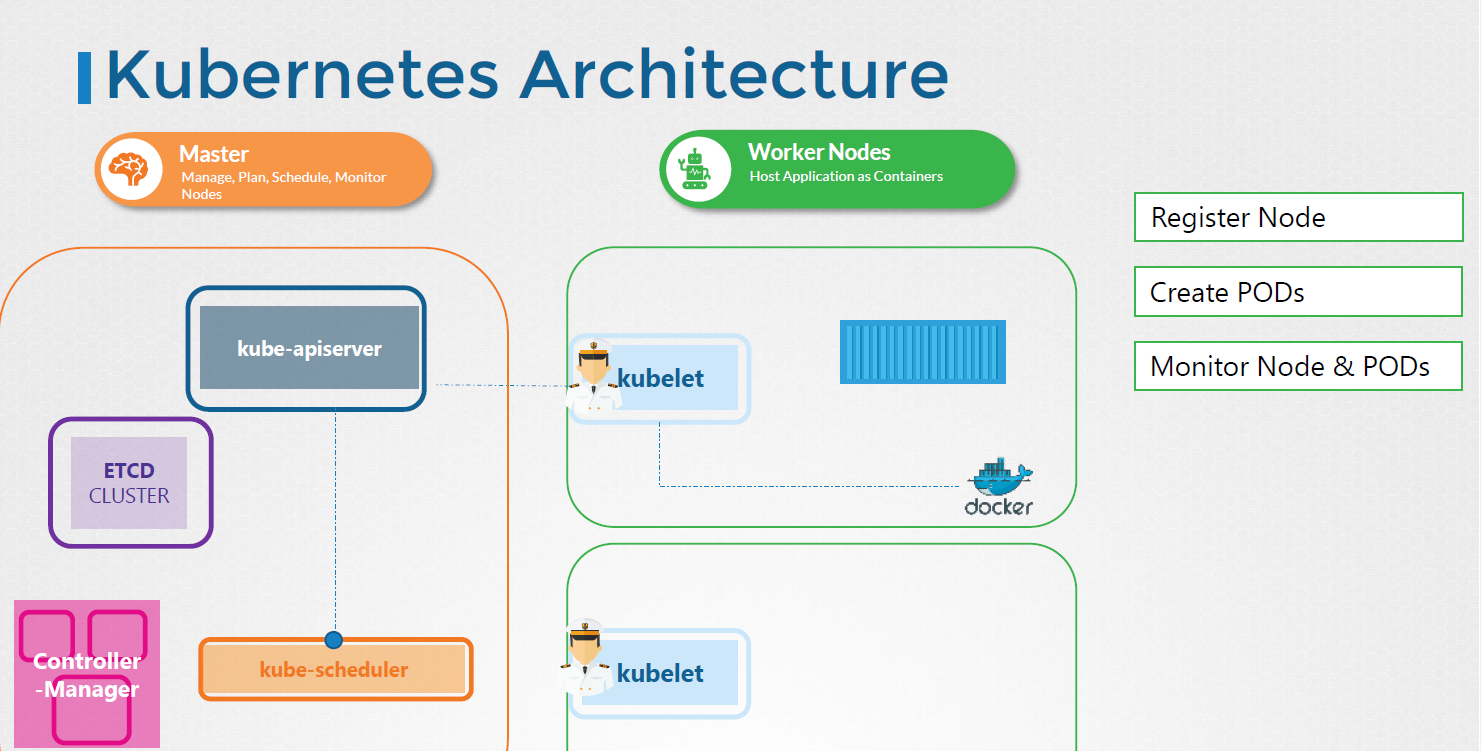 Kubernetes Architecture
Master
Manage, Plan, Schedule, Monitor
Nodes
Worker Nodes
Host Application as Containers
Register Node
Create PODs
Monitor Node & PODs
kube-apiserver
kubelet
ETCD
CLUSTER
docker
Controller
-Manager
kube-scheduler
kubelet